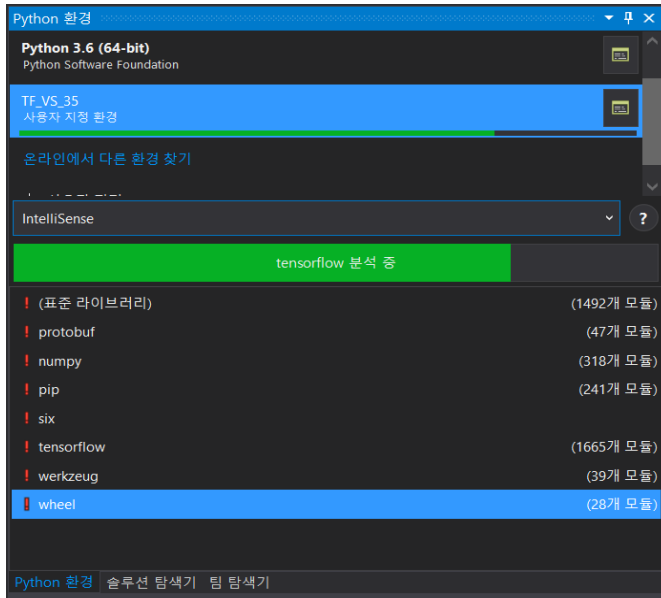 Python 환경
Python 3.6 (64-bit)
Python Software Foundation
TF_VS_35
사용자 지정 환경
온라인에서 다른 환경 찾기
IntelliSense
?
tensorflow 분석 중
! (표준 라이브러리) (1492개 모듈)
! protobuf (47개 모듈)
! numpy (318개 모듈)
! pip (241개 모듈)
! six
! tensorflow (1665개 모듈)
! werkzeug (39개 모듈)
! wheel (28개 모듈)
Python 환경 솔루션 탐색기 팀 탐색기